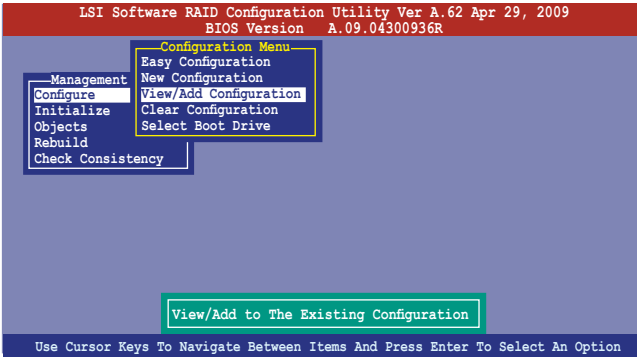 LSI Software RAID Configuration Utility Ver A.62 Apr 29, 2009
BIOS Version A.09.04300936R
Configuration Menu
Easy Configuration
New Configuration
View/Add Configuration
Clear Configuration
Select Boot Drive
Management
Configure
Initialize
Objects
Rebuild
Check Consistency
View/Add to The Existing Configuration
Use Cursor Keys To Navigate Between Items And Press Enter To Select An Option